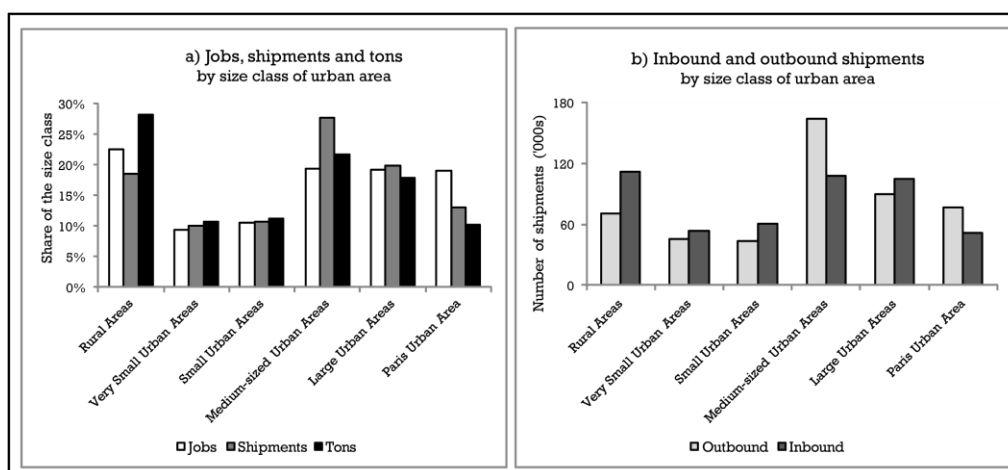 a) Jobs, shipments and tons
by size class of urban area
Share of the size class
30%
25%
20%
15%
10%
5%
0%
Rural Areas
Very Small Urban Areas
Small Urban Areas
Medium-sized Urban Areas
Large Urban Areas
Paris Urban Area
Jobs Shipments Tons
b) Inbound and outbound shipments
by size class of urban area
Number of shipments ('000s)
180
120
60
0
Rural Areas
Very Small Urban Areas
Small Urban Areas
Medium-sized Urban Areas
Large Urban Areas
Paris Urban Area
Outbound Inbound